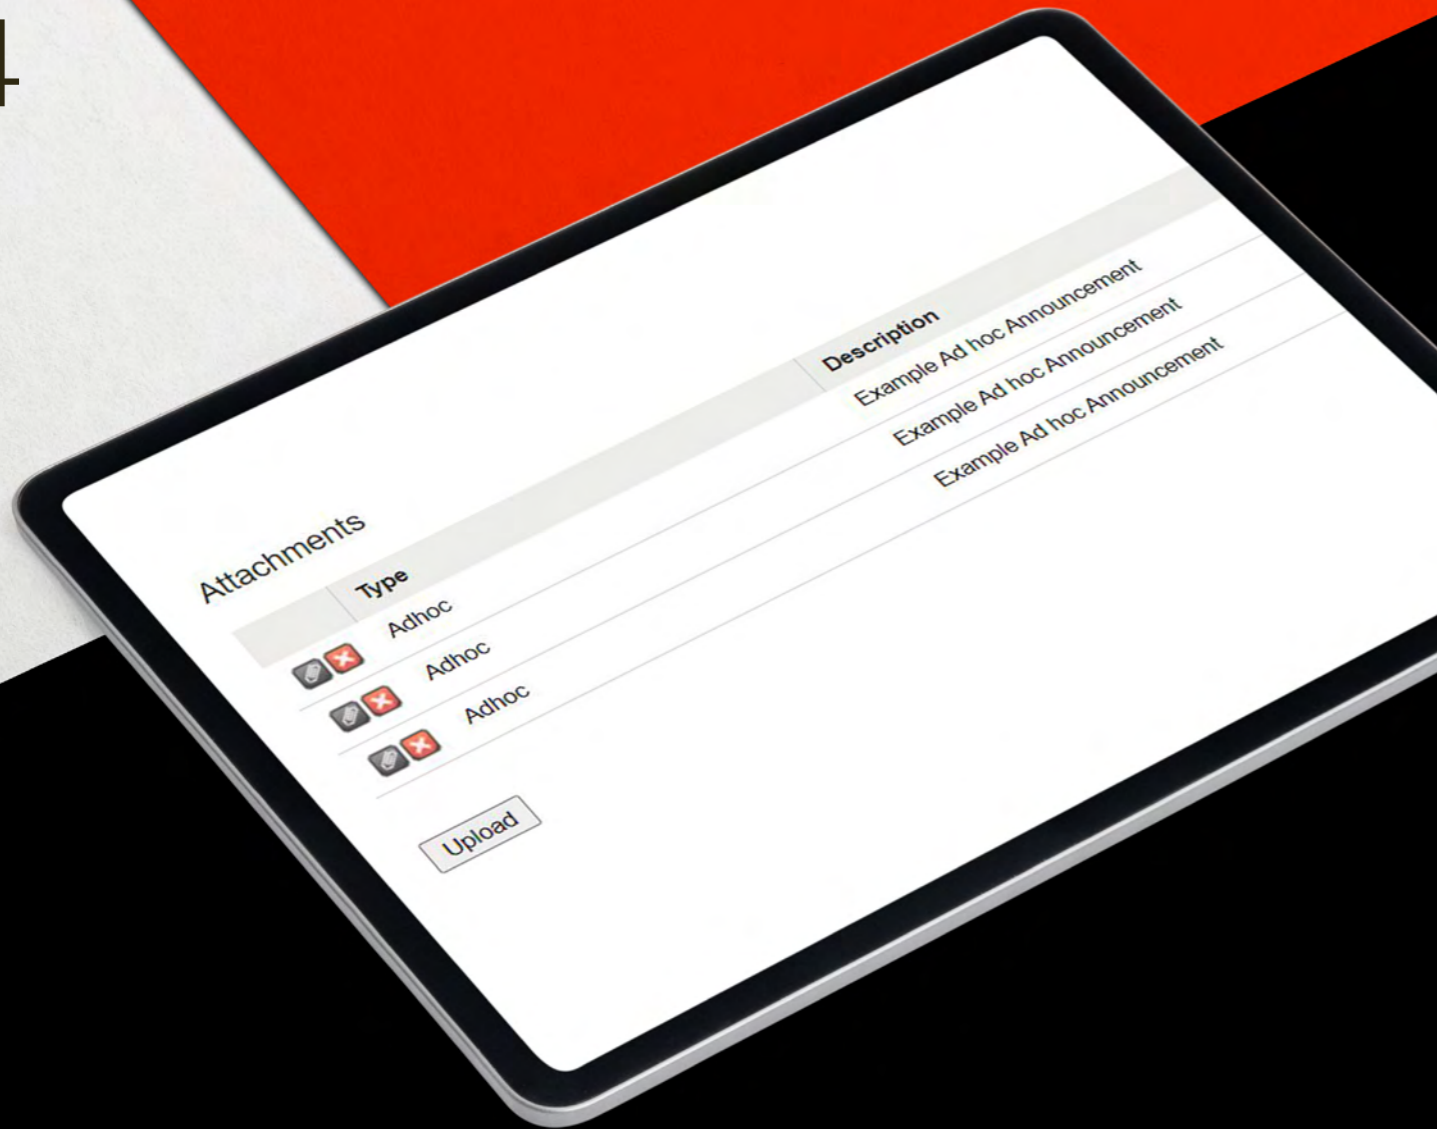 4
Attachments
Type Description
Adhoc Example Ad hoc Announcement
Adhoc Example Ad hoc Announcement
Adhoc Example Ad hoc Announcement
Upload